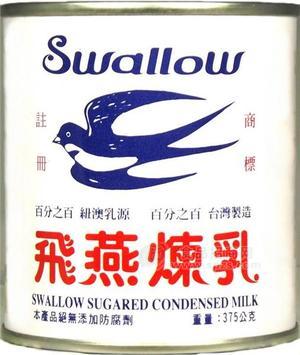 Swallow
註冊 商標
百分之百 紐澳乳源 百分之百 台灣製造
飛燕煉乳
SWALLOW SUGARED CONDENSED MILK
本產品絕無添加防腐劑 重量：375公克